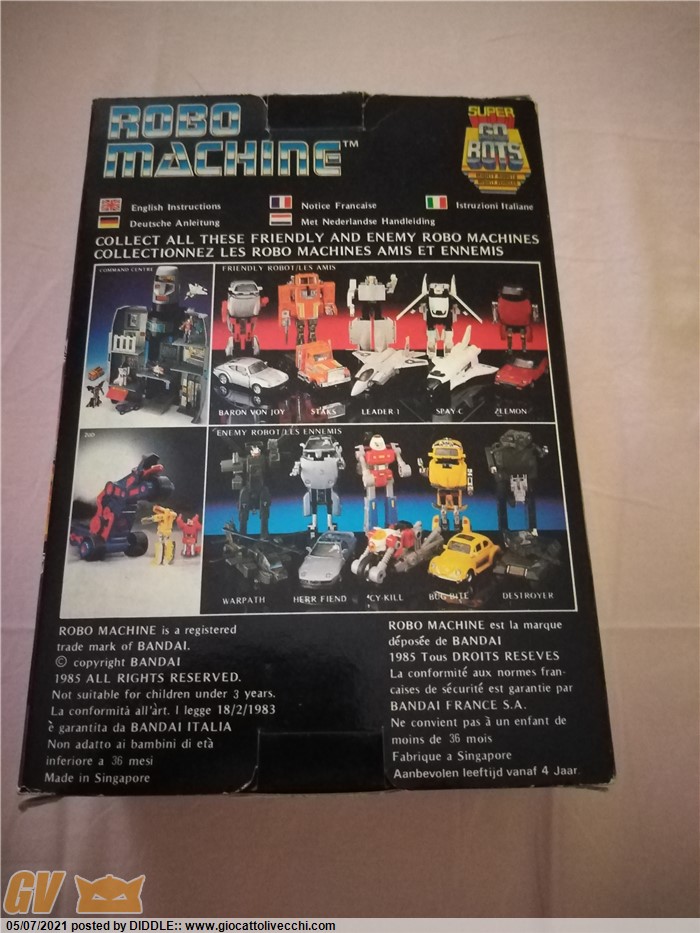 ROBO
MACHINE™
SUPER
GO
BOTS
MIGHTY ROBOTS
MIGHTY VEHICLES
English Instructions
Notice Francaise
Istruzioni Italiane
Deutsche Anleitung
Met Nederlandse Handleiding
COLLECT ALL THESE FRIENDLY AND ENEMY ROBO MACHINES
COLLECTIONNEZ LES ROBO MACHINES AMIS ET ENNEMIS
COMMAND CENTRE
FRIENDLY ROBOT/LES AMIS
BARON VON JOY
STAKS
LEADER 1
SPAY-C
ZEEMON
ZOD
ENEMY ROBOT/LES ENNEMIS
WARPATH
HERR FIEND
CY-KILL
BUG BITE
DESTROYER
ROBO MACHINE is a registered
trade mark of BANDAI.
© copyright BANDAI
1985 ALL RIGHTS RESERVED.
Not suitable for children under 3 years.
La conformità all'art. I legge 18/2/1983
è garantita da BANDAI ITALIA
Non adatto ai bambini di età
inferiore a 36 mesi
Made in Singapore
ROBO MACHINE est la marque
déposée de BANDAI
1985 Tous DROITS RESEVES
La conformité aux normes fran-
caises de sécurité est garantie par
BANDAI FRANCE S.A.
Ne convient pas à un enfant de
moins de 36 mois
Fabrique a Singapore
Aanbevolen leeftijd vanaf 4 Jaar
GV
05/07/2021 posted by DIDDLE:: www.giocattolivecchi.com